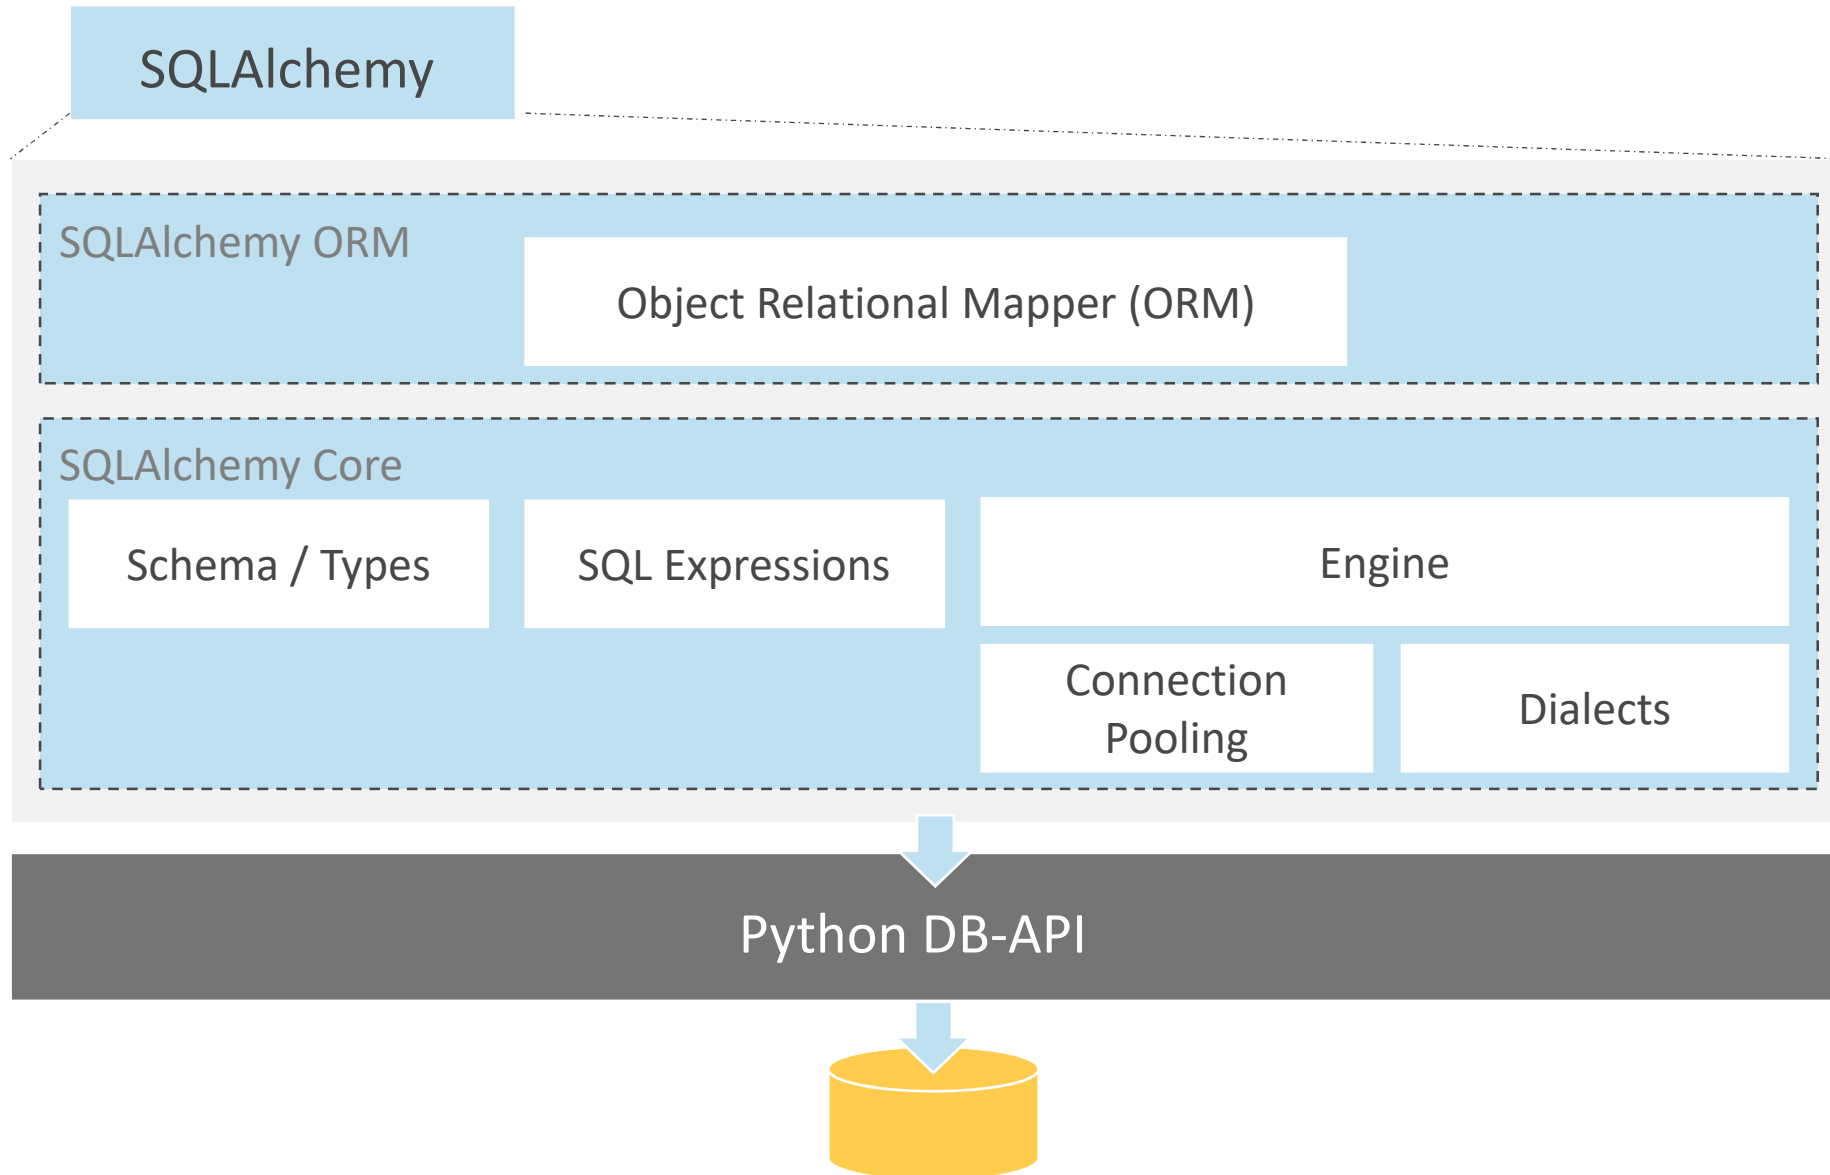 SQLAlchemy
SQLAlchemy ORM
Object Relational Mapper (ORM)
SQLAlchemy Core
Schema / Types
SQL Expressions
Engine
Connection
Pooling
Dialects
Python DB-API